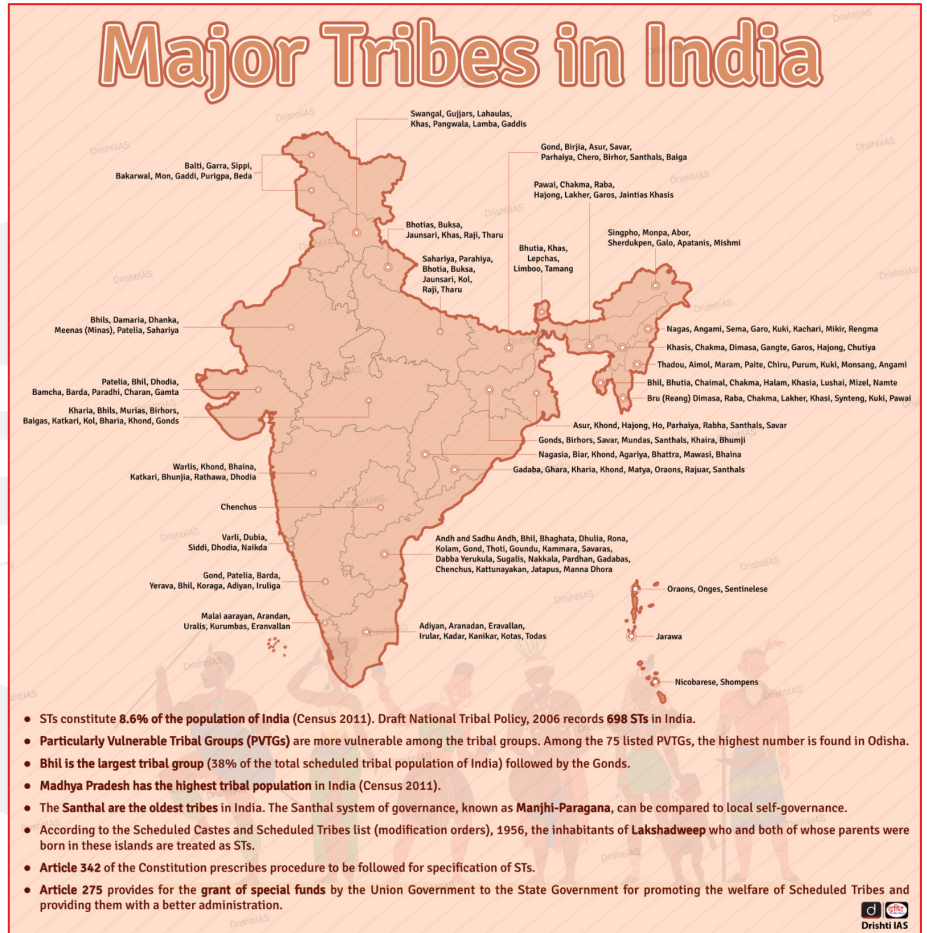 Major Tribes in India
Swangal, Gujjars, Lahaulas,
Khas, Pangwala, Lamba, Gaddis
Gond, Birjia, Asur, Savar,
Parhaiya, Chero, Birhor, Santhals, Baiga
Balti, Garra, Sippi,
Bakarwal, Mon, Gaddi, Purigpa, Beda
Pawai, Chakma, Raba,
Hajong, Lakher, Garos, Jaintias Khasis
Bhotias, Buksa,
Jaunsari, Khas, Raji, Tharu
Singpho, Monpa, Abor,
Sherdukpen, Galo, Apatanis, Mishmi
Bhutia, Khas,
Lepchas,
Limboo, Tamang
Sahariya, Parahiya,
Bhotia, Buksa,
Jaunsari, Kol,
Raji, Tharu
Bhils, Damaria, Dhanka,
Meenas (Minas), Patelia, Sahariya
Nagas, Angami, Sema, Garo, Kuki, Kachari, Mikir, Rengma
Khasis, Chakma, Dimasa, Gangte, Garos, Hajong, Chutiya
Thadou, Aimol, Maram, Paite, Chiru, Purum, Kuki, Monsang, Angami
Patelia, Bhil, Dhodia,
Bamcha, Barda, Paradhi, Charan, Gamta
Bhil, Bhutia, Chaimal, Chakma, Halam, Khasia, Lushai, Mizel, Namte
Bru (Reang) Dimasa, Raba, Chakma, Lakher, Khasi, Synteng, Kuki, Pawai
Kharia, Bhils, Murias, Birhors,
Baigas, Katkari, Kol, Bharia, Khond, Gonds
Asur, Khond, Hajong, Ho, Parhaiya, Rabha, Santhals, Savar
Gonds, Birhors, Savar, Mundas, Santhals, Khaira, Bhumji
Nagasia, Biar, Khond, Agariya, Bhattra, Mawasi, Bhaina
Gadaba, Ghara, Kharia, Khond, Matya, Oraons, Rajuar, Santhals
Warlis, Khond, Bhaina,
Katkari, Bhunjia, Rathawa, Dhodia
Chenchus
Varli, Dubia,
Siddi, Dhodia, Naikda
Andh and Sadhu Andh, Bhil, Bhaghata, Dhulia, Rona,
Kolam, Gond, Thoti, Goundu, Kammara, Savaras,
Dabba Yerukula, Sugalis, Nakkala, Pardhan, Gadabas,
Chenchus, Kattunayakan, Jatapus, Manna Dhora
Gond, Patelia, Barda,
Yerava, Bhil, Koraga, Adiyan, Iruliga
Oraons, Onges, Sentinelese
Malai aarayan, Arandan,
Uralis, Kurumbas, Eranvallan
Adiyan, Aranadan, Eravallan,
Irular, Kadar, Kanikar, Kotas, Todas
Jarawa
Nicobarese, Shompens
• STs constitute 8.6% of the population of India (Census 2011). Draft National Tribal Policy, 2006 records 698 STs in India.
• Particularly Vulnerable Tribal Groups (PVTGs) are more vulnerable among the tribal groups. Among the 75 listed PVTGs, the highest number is found in Odisha.
• Bhil is the largest tribal group (38% of the total scheduled tribal population of India) followed by the Gonds.
• Madhya Pradesh has the highest tribal population in India (Census 2011).
• The Santhal are the oldest tribes in India. The Santhal system of governance, known as Manjhi-Paragana, can be compared to local self-governance.
• According to the Scheduled Castes and Scheduled Tribes list (modification orders), 1956, the inhabitants of Lakshadweep who and both of whose parents were
born in these islands are treated as STs.
• Article 342 of the Constitution prescribes procedure to be followed for specification of STs.
• Article 275 provides for the grant of special funds by the Union Government to the State Government for promoting the welfare of Scheduled Tribes and
providing them with a better administration.
Drishti IAS